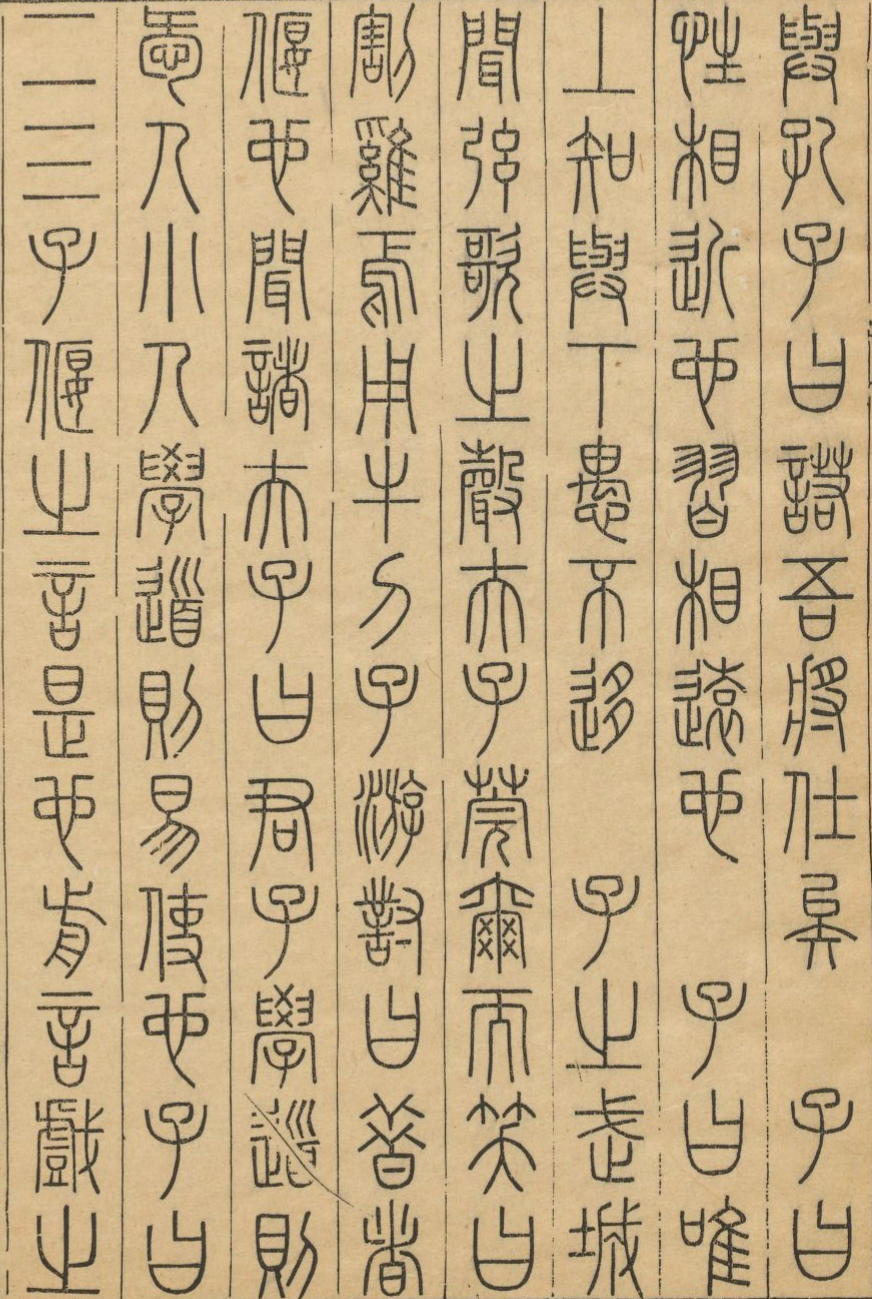 與孔子曰諾吾將仕矣　子曰
性相近也習相遠也　子曰唯
上知與下愚不移　子之武城
聞弦歌之聲夫子莞爾而笑曰
割雞焉用牛刀子游對曰昔者
偃也聞諸夫子曰君子學道則
愛人小人學道則易使也子曰
二三子偃之言是也前言戲之